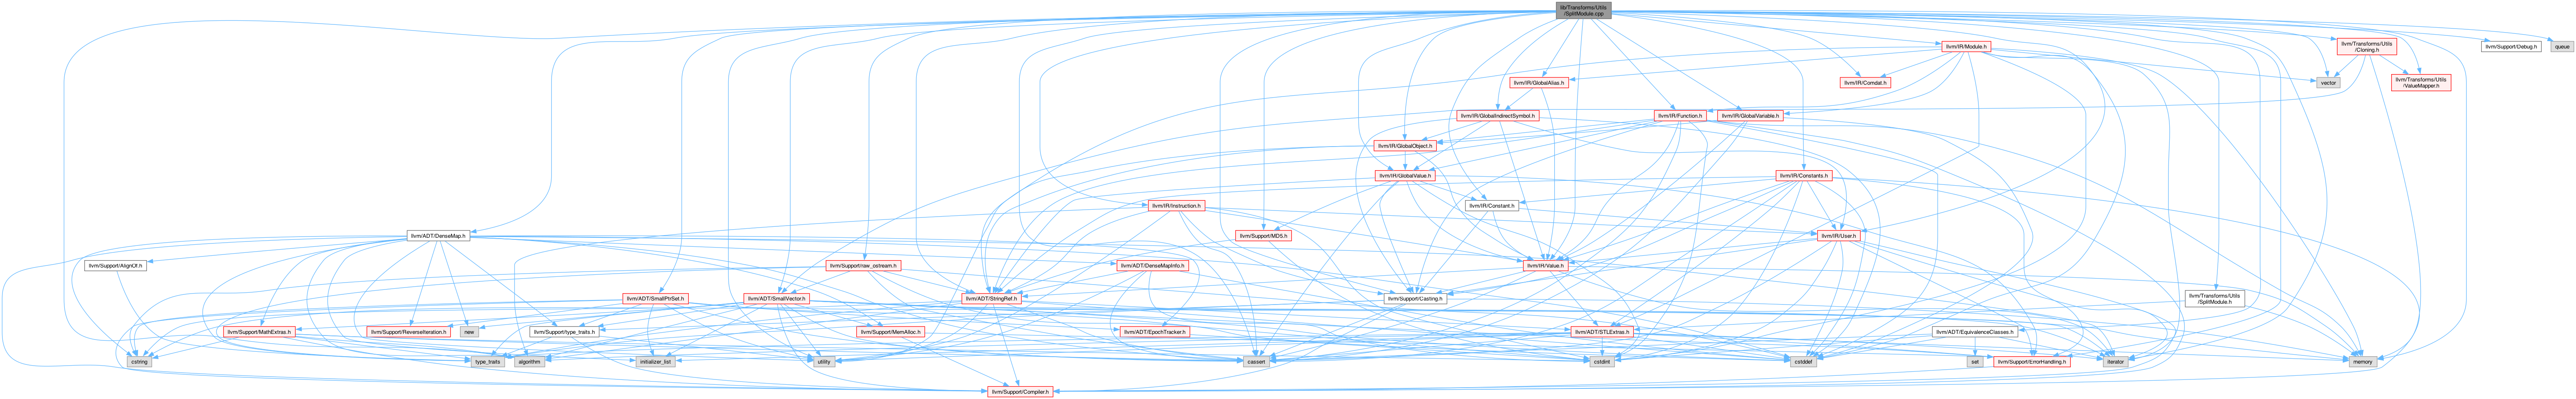 lib/Transforms/Utils
/SplitModule.cpp
llvm/IR/Module.h
llvm/Transforms/Utils
/Cloning.h
llvm/Support/Debug.h
queue
llvm/IR/GlobalAlias.h
llvm/IR/Comdat.h
vector
llvm/Transforms/Utils
/ValueMapper.h
llvm/IR/GlobalIndirectSymbol.h
llvm/IR/Function.h
llvm/IR/GlobalVariable.h
llvm/IR/GlobalObject.h
llvm/IR/GlobalValue.h
llvm/IR/Constants.h
llvm/IR/Instruction.h
llvm/IR/Constant.h
llvm/ADT/DenseMap.h
llvm/Support/MD5.h
llvm/IR/User.h
llvm/Support/AlignOf.h
llvm/Support/raw_ostream.h
llvm/ADT/DenseMapInfo.h
llvm/IR/Value.h
llvm/ADT/SmallPtrSet.h
llvm/ADT/SmallVector.h
llvm/ADT/StringRef.h
llvm/Support/Casting.h
llvm/Transforms/Utils
/SplitModule.h
llvm/Support/MathExtras.h
llvm/Support/ReverseIteration.h
new
llvm/Support/type_traits.h
llvm/Support/MemAlloc.h
llvm/ADT/EpochTracker.h
llvm/ADT/STLExtras.h
llvm/ADT/EquivalenceClasses.h
cstring
type_traits
algorithm
initializer_list
utility
cassert
cstdint
cstddef
set
llvm/Support/ErrorHandling.h
iterator
memory
llvm/Support/Compiler.h